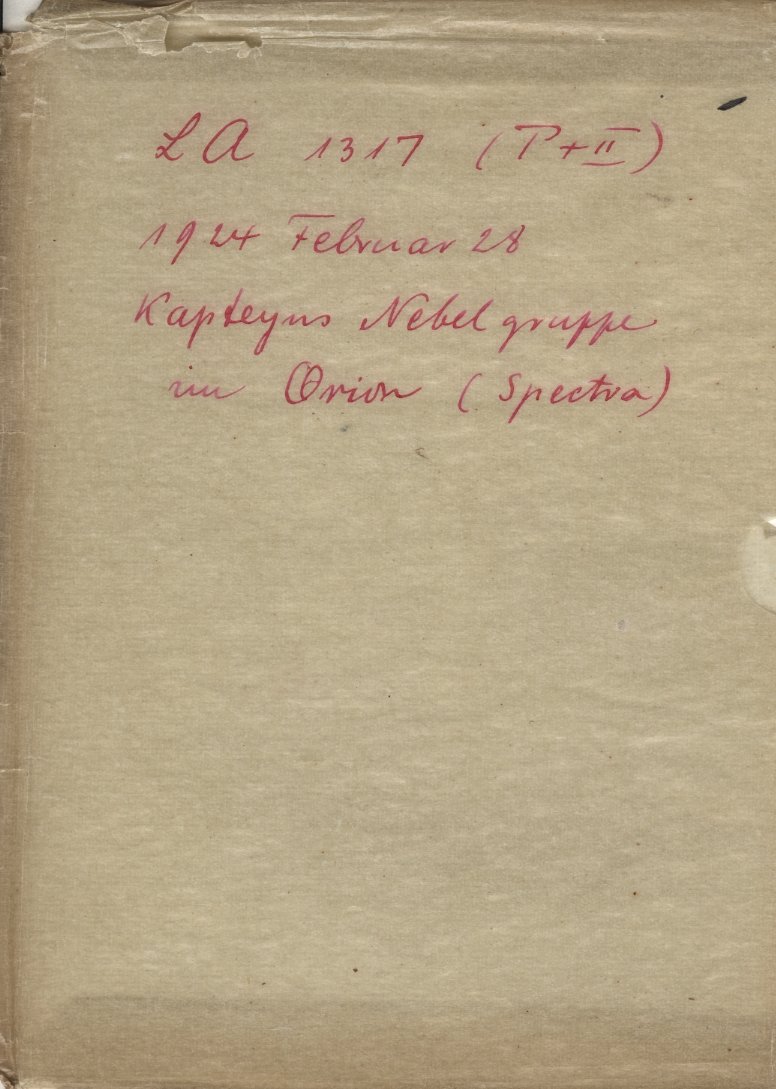 LA 1317 (P+II)
1924 Februar 28
Kapteyns Nebelgruppe
im Orion (Spectra)